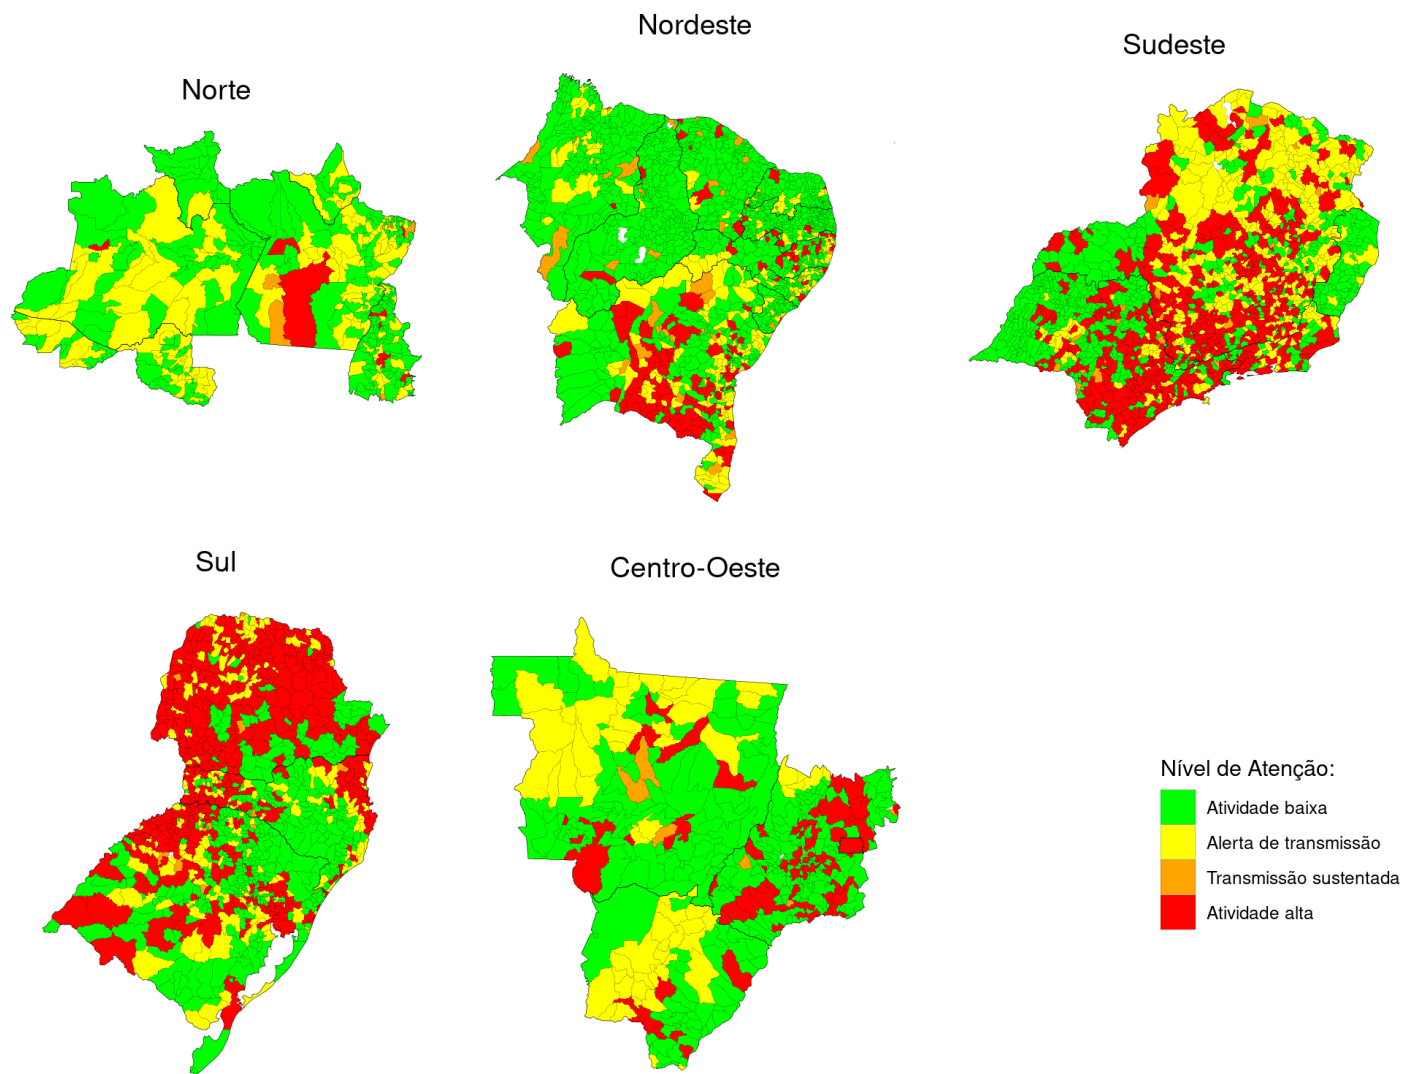 Norte
Nordeste
Sudeste
Sul
Centro-Oeste
Nível de Atenção:
Atividade baixa
Alerta de transmissão
Transmissão sustentada
Atividade alta